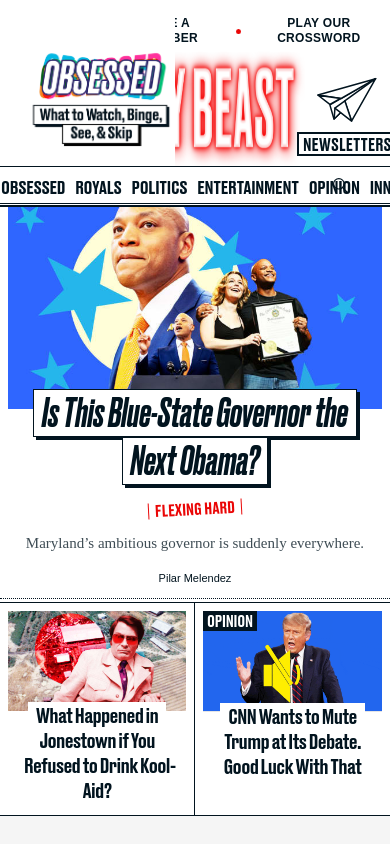 E A
BER
PLAY OUR
CROSSWORD
OBSESSED
What to Watch, Binge,
See, & Skip
Y BEAST
NEWSLETTERS
OBSESSED ROYALS POLITICS ENTERTAINMENT OPINION INN
Is This Blue-State Governor the
Next Obama?
FLEXING HARD
Maryland’s ambitious governor is suddenly everywhere.
Pilar Melendez
What Happened in
Jonestown if You
Refused to Drink Kool-
Aid?
OPINION
CNN Wants to Mute
Trump at Its Debate.
Good Luck With That